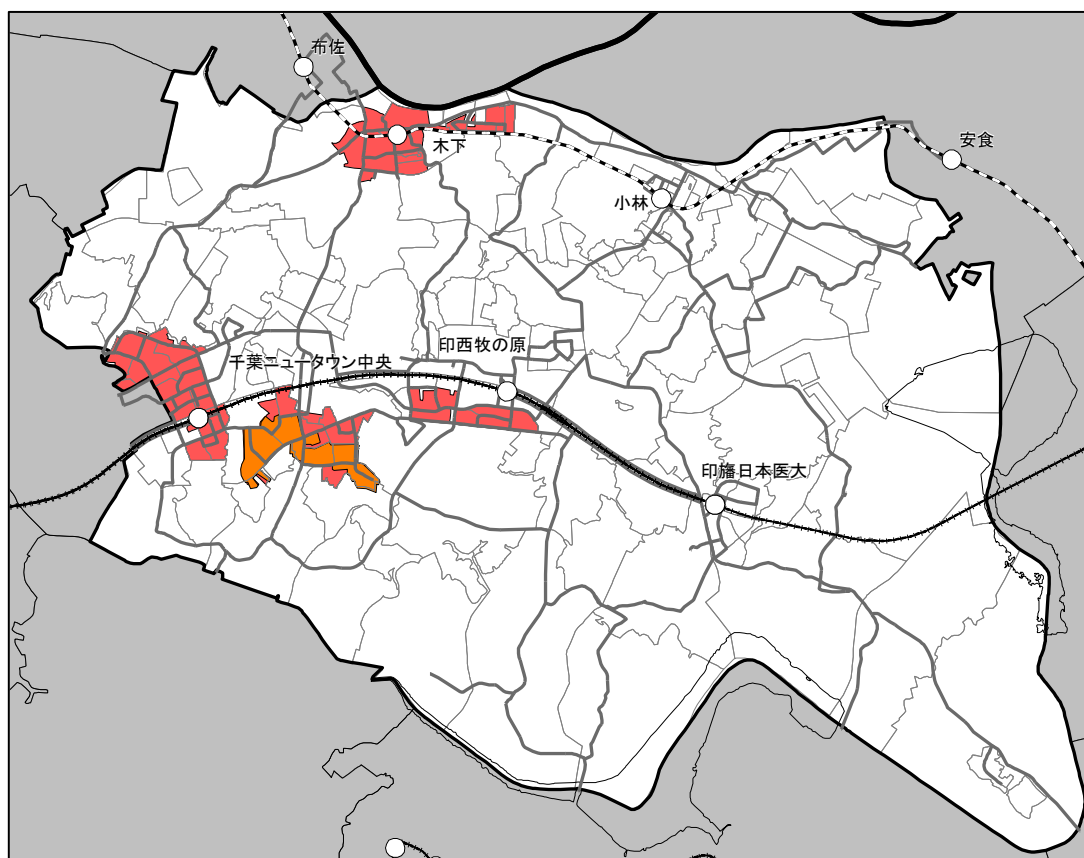 布佐
木下
安食
小林
印西牧の原
千葉ニュータウン中央
印旛日本医大